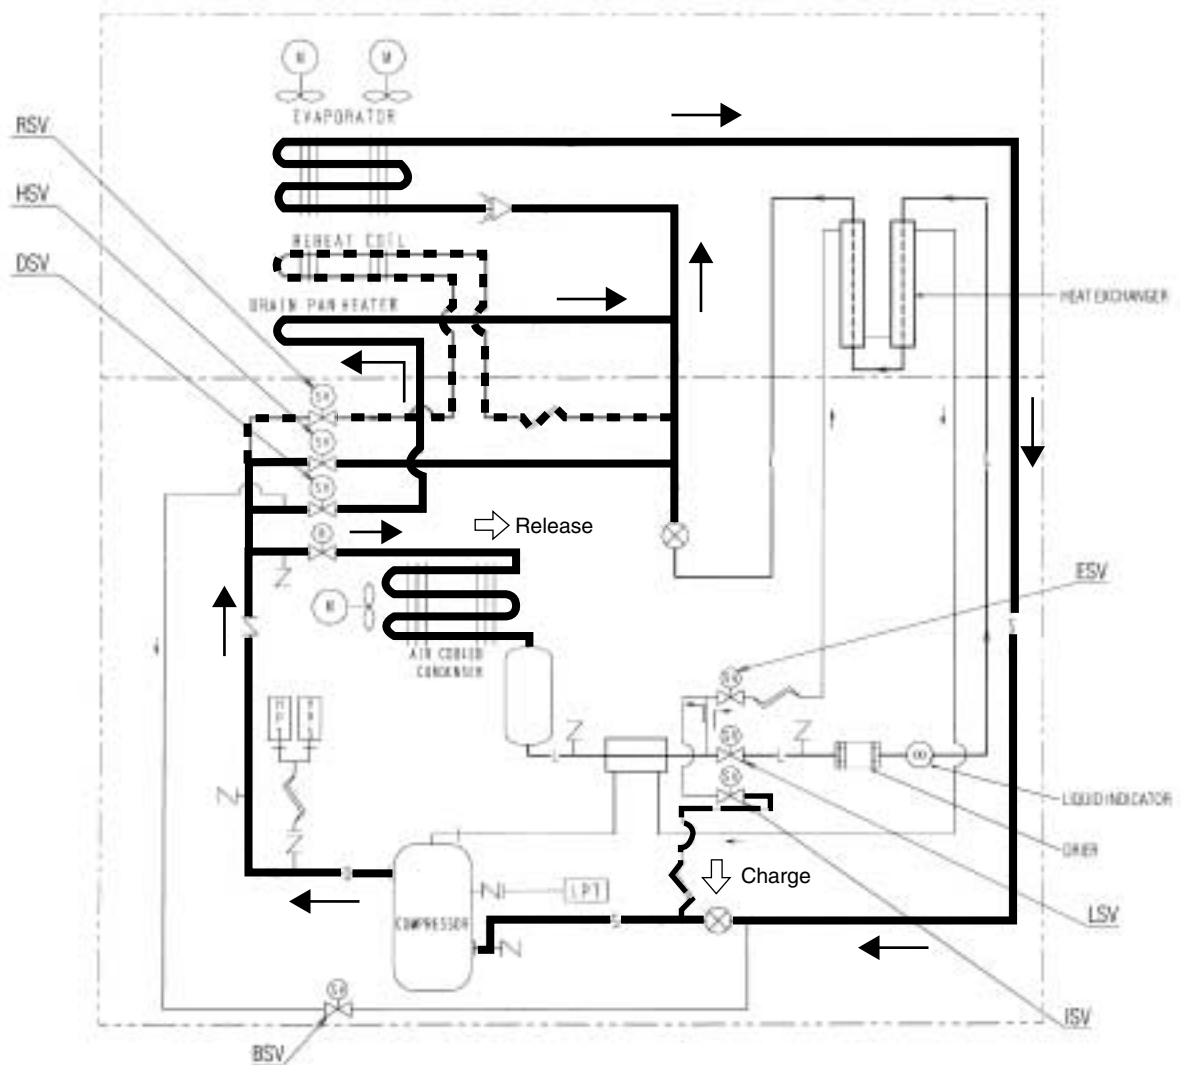 M
EVAPORATOR
RSV
HSV
REHEAT COIL
DSV
DRAIN PAN HEATER
HEAT EXCHANGER
Release
ESV
AIR COOLED
CONDENSER
LIQUID INDICATOR
DRIER
Charge
LPT
LSV
COMPRESSOR
ISV
BSV